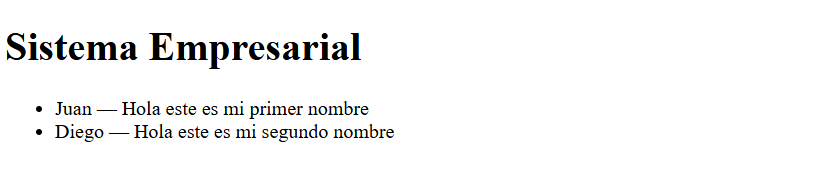 Sistema Empresarial
• Juan — Hola este es mi primer nombre
• Diego — Hola este es mi segundo nombre